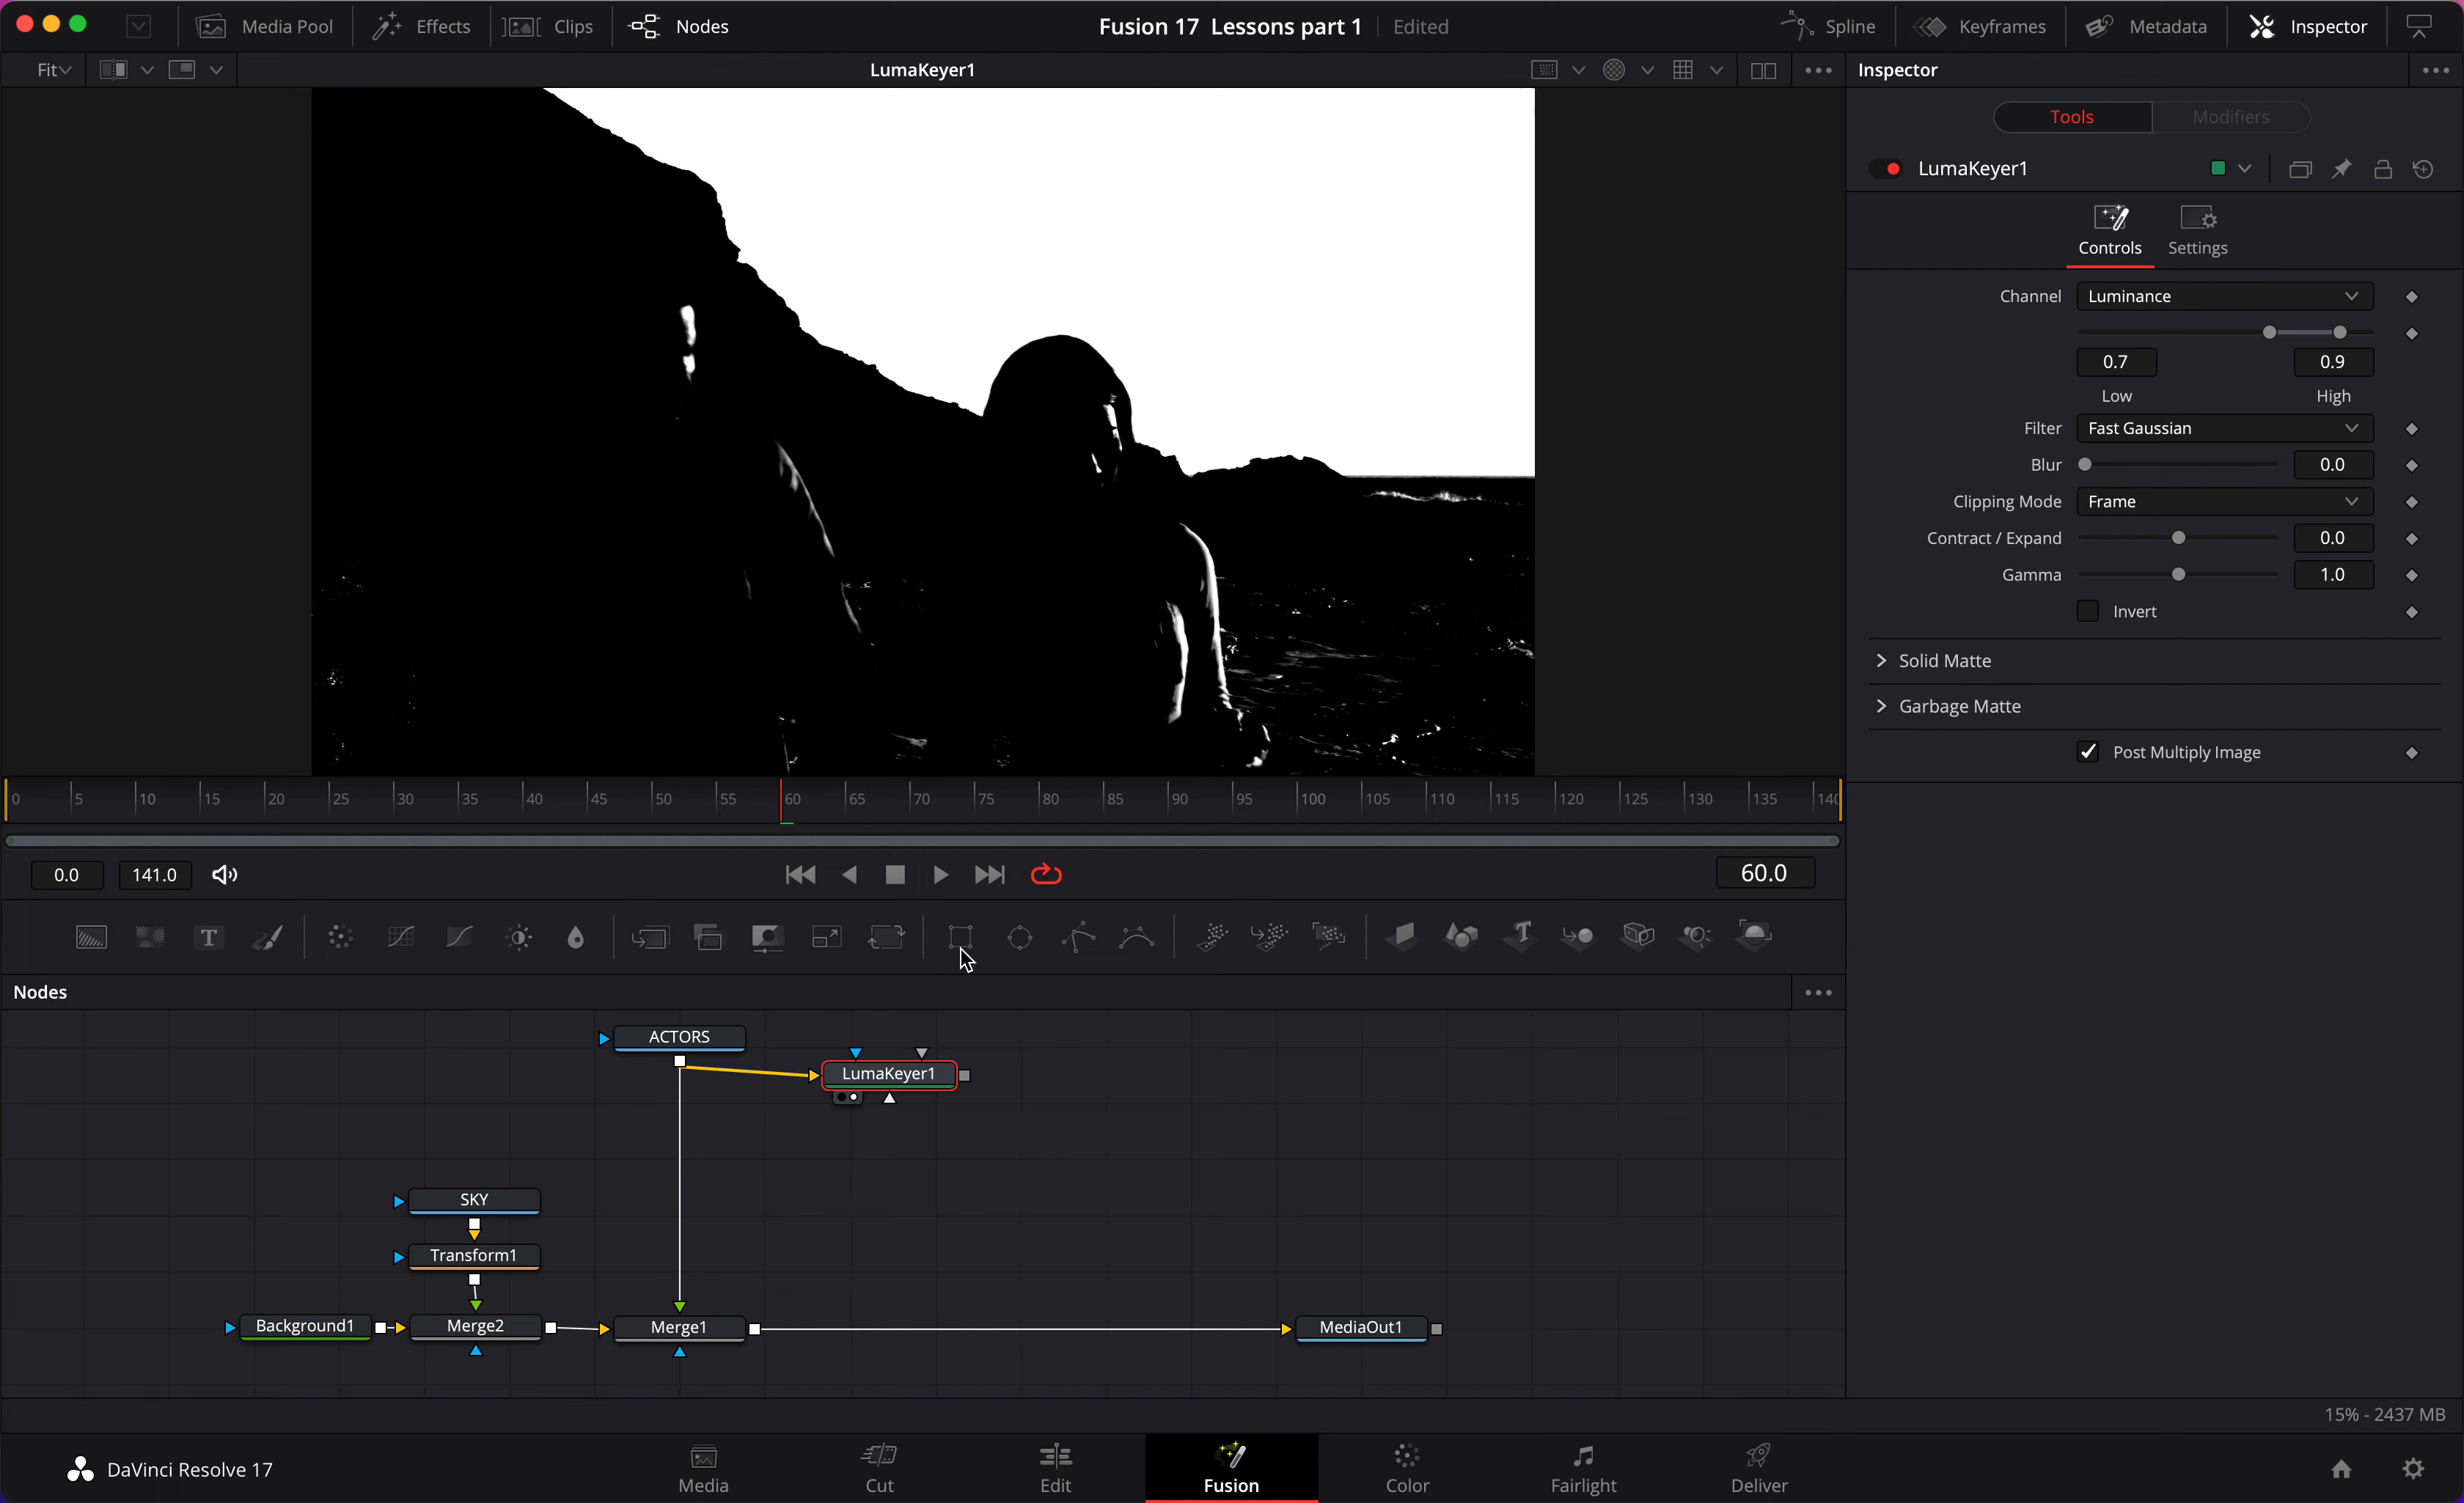 Media Pool Effects Clips Nodes Fusion 17 Lessons part 1 Edited Spline Keyframes Metadata Inspector
Fit LumaKeyer1 Inspector
Tools Modifiers
LumaKeyer1
Controls Settings
Channel Luminance
0.7 0.9
Low High
Filter Fast Gaussian
Blur 0.0
Clipping Mode Frame
Contract / Expand 0.0
Gamma 1.0
Invert
Solid Matte
Garbage Matte
Post Multiply Image
0 5 10 15 20 25 30 35 40 45 50 55 60 65 70 75 80 85 90 95 100 105 110 115 120 125 130 135 140
0.0 141.0 60.0
T
Nodes
ACTORS
LumaKeyer1
SKY
Transform1
Background1 Merge2 Merge1 MediaOut1
15% - 2437 MB
DaVinci Resolve 17 Media Cut Edit Fusion Color Fairlight Deliver